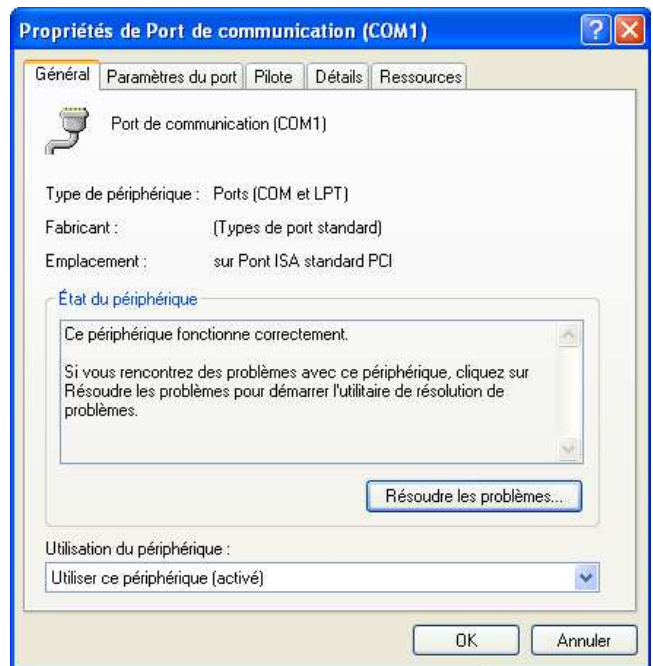 Propriétés de Port de communication (COM1)
Général Paramètres du port Pilote Détails Ressources
Port de communication (COM1)
Type de périphérique : Ports (COM et LPT)
Fabricant : (Types de port standard)
Emplacement : sur Pont ISA standard PCI
État du périphérique
Ce périphérique fonctionne correctement.
Si vous rencontrez des problèmes avec ce périphérique, cliquez sur
Résoudre les problèmes pour démarrer l'utilitaire de résolution de
problèmes.
Résoudre les problèmes...
Utilisation du périphérique :
Utiliser ce périphérique (activé)
OK Annuler